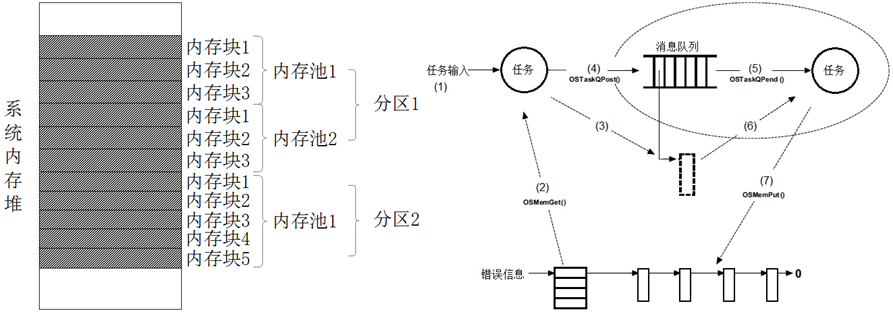 系统内存堆
内存块1
内存块2
内存块3
内存块1
内存块2
内存块3
内存块1
内存块2
内存块3
内存块4
内存块5
内存池1
内存池2
内存池1
分区1
分区2
任务输入
(1)
任务
(4)
OSTaskQPost()
消息队列
(5)
OSTaskQPend ()
任务
(3)
(6)
(2)
OSMemGet()
(7)
OSMemPut()
错误信息
0